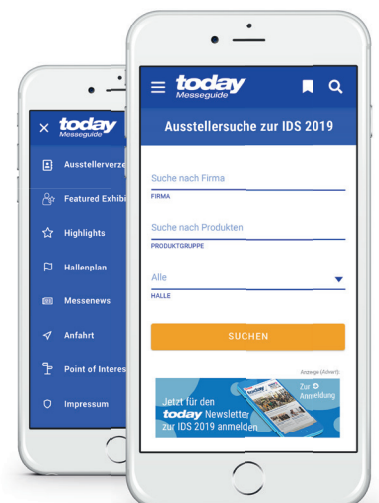 today
Messeguide
Ausstellerverze
Featured Exhibi
Highlights
Hallenplan
Messenews
Anfahrt
Point of Interes
Impressum
today
Messeguide
Ausstellersuche zur IDS 2019
Suche nach Firma
FIRMA
Suche nach Produkten
PRODUKTGRUPPE
Alle
HALLE
SUCHEN
Anzeige (Advert)
Jetzt für den
today Newsletter
zur IDS 2019 anmelden
Zur
Anmeldung